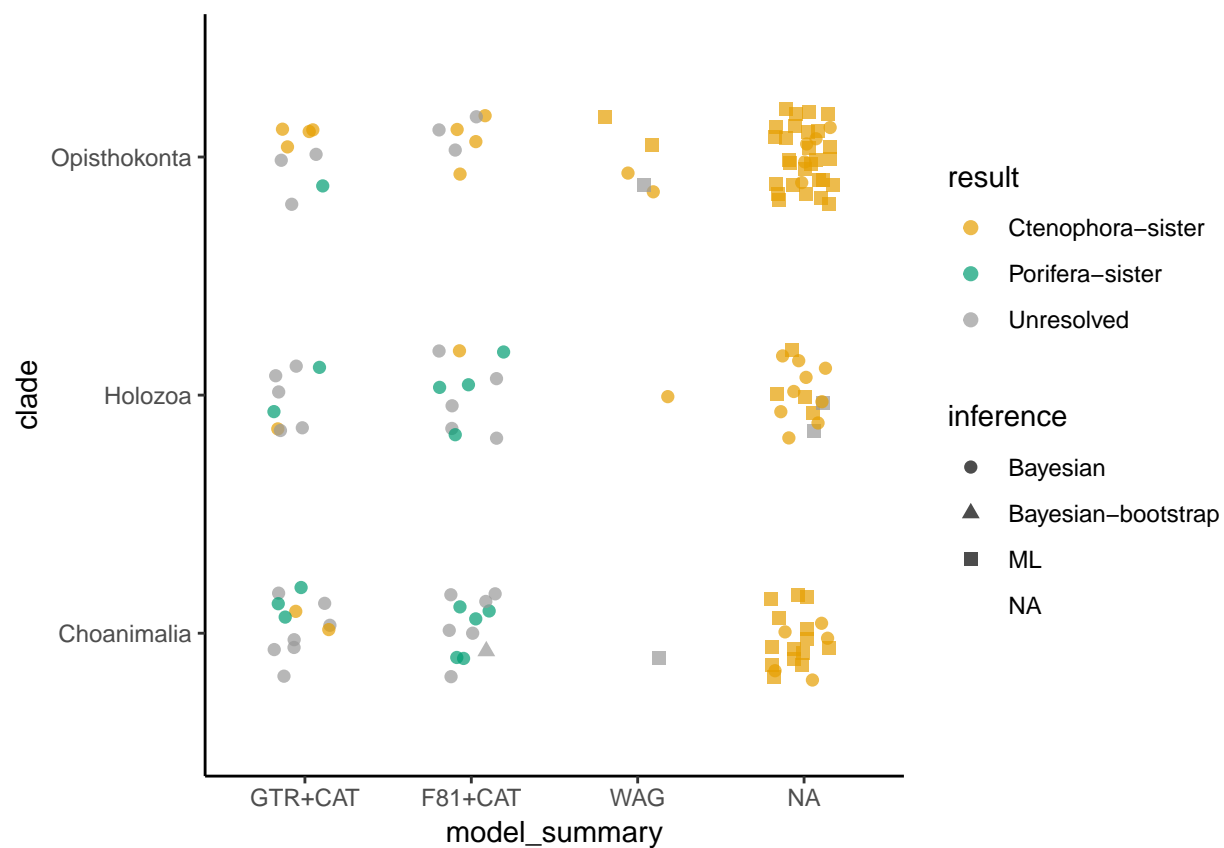 Opisthokonta
Holozoa
Choanimalia
clade
GTR+CAT
F81+CAT
WAG
NA
model_summary
result
Ctenophora−sister
Porifera−sister
Unresolved
inference
Bayesian
Bayesian−bootstrap
ML
NA